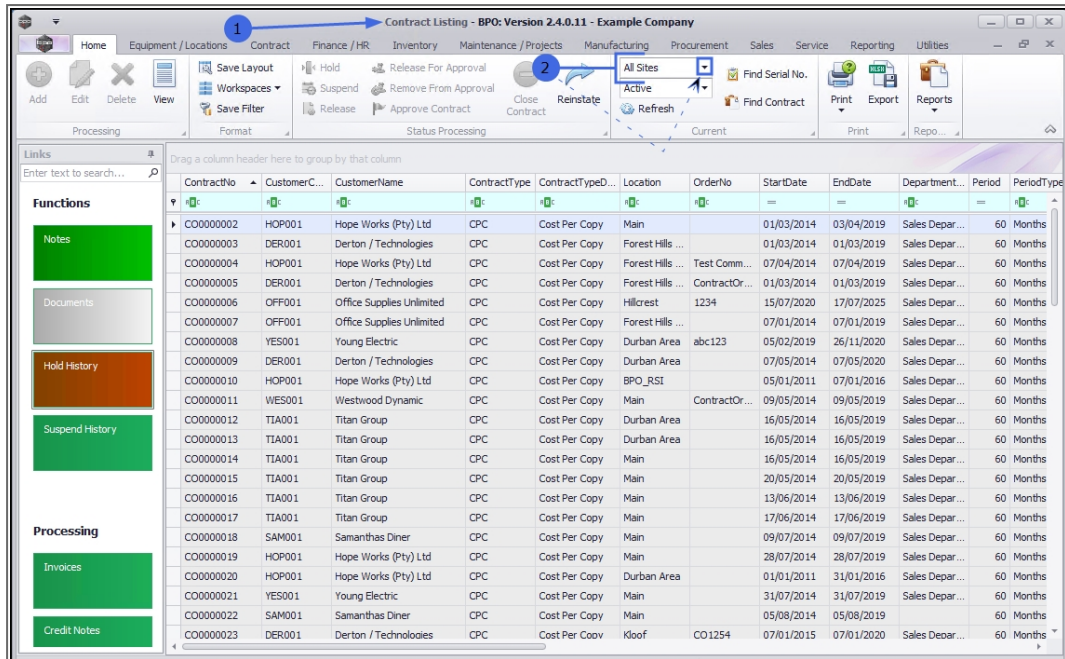 Contract Listing - BPO: Version 2.4.0.11 - Example Company
1
Home Equipment / Locations Contract Finance / HR Inventory Maintenance / Projects Manufacturing Procurement Sales Service Reporting Utilities
2
Add Edit Delete View
Save Layout
Workspaces
Save Filter
Hold
Suspend
Release
Release For Approval
Remove From Approval
Approve Contract
Close Contract
Reinstate
All Sites
Active
Refresh
Find Serial No.
Find Contract
Print Export Reports
XLSX
Processing Format Status Processing Current Print Repo...
Links
Enter text to search...
Functions
Notes
Documents
Hold History
Suspend History
Processing
Invoices
Credit Notes
Drag a column header here to group by that column
ContractNo CustomerC... CustomerName ContractType ContractTypeD... Location OrderNo StartDate EndDate Department... Period PeriodType
CO0000002 HOP001 Hope Works (Pty) Ltd CPC Cost Per Copy Main 01/03/2014 03/04/2019 Sales Depar... 60 Months
CO0000003 DER001 Derton / Technologies CPC Cost Per Copy Forest Hills ... 01/03/2014 01/03/2019 Sales Depar... 60 Months
CO0000004 HOP001 Hope Works (Pty) Ltd CPC Cost Per Copy Forest Hills ... Test Comm... 07/04/2014 07/04/2019 Sales Depar... 60 Months
CO0000005 DER001 Derton / Technologies CPC Cost Per Copy Forest Hills ... ContractOr... 01/03/2014 01/03/2019 Sales Depar... 60 Months
CO0000006 OFF001 Office Supplies Unlimited CPC Cost Per Copy Hillcrest 1234 15/07/2020 17/07/2025 Sales Depar... 60 Months
CO0000007 OFF001 Office Supplies Unlimited CPC Cost Per Copy Forest Hills ... 07/01/2014 07/01/2019 Sales Depar... 60 Months
CO0000008 YES001 Young Electric CPC Cost Per Copy Durban Area abc123 05/02/2019 26/11/2020 Sales Depar... 60 Months
CO0000009 DER001 Derton / Technologies CPC Cost Per Copy Durban Area 07/05/2014 07/05/2020 Sales Depar... 60 Months
CO0000010 HOP001 Hope Works (Pty) Ltd CPC Cost Per Copy BPO_RSI 05/01/2011 07/01/2016 Sales Depar... 60 Months
CO0000011 WES001 Westwood Dynamic CPC Cost Per Copy Main ContractOr... 09/05/2014 09/05/2019 Sales Depar... 60 Months
CO0000012 TIA001 Titan Group CPC Cost Per Copy Durban Area 16/05/2014 16/05/2019 Sales Depar... 60 Months
CO0000013 TIA001 Titan Group CPC Cost Per Copy Durban Area 16/05/2014 16/05/2019 Sales Depar... 60 Months
CO0000014 TIA001 Titan Group CPC Cost Per Copy Main 16/05/2014 16/05/2019 Sales Depar... 60 Months
CO0000015 TIA001 Titan Group CPC Cost Per Copy Main 20/05/2014 20/05/2019 Sales Depar... 60 Months
CO0000016 TIA001 Titan Group CPC Cost Per Copy Main 13/06/2014 13/06/2019 Sales Depar... 60 Months
CO0000017 TIA001 Titan Group CPC Cost Per Copy Main 17/06/2014 17/06/2019 Sales Depar... 60 Months
CO0000018 SAM001 Samanthas Diner CPC Cost Per Copy Main 09/07/2014 09/07/2019 Sales Depar... 60 Months
CO0000019 HOP001 Hope Works (Pty) Ltd CPC Cost Per Copy Main 28/07/2014 28/07/2019 Sales Depar... 60 Months
CO0000020 HOP001 Hope Works (Pty) Ltd CPC Cost Per Copy Durban Area 01/01/2011 31/01/2016 Sales Depar... 60 Months
CO0000021 YES001 Young Electric CPC Cost Per Copy Main 31/07/2014 31/07/2019 Sales Depar... 60 Months
CO0000022 SAM001 Samanthas Diner CPC Cost Per Copy Main 05/08/2014 05/08/2019 60 Months
CO0000023 DER001 Derton / Technologies CPC Cost Per Copy Kloof CO1254 07/01/2015 07/01/2020 Sales Depar... 60 Months